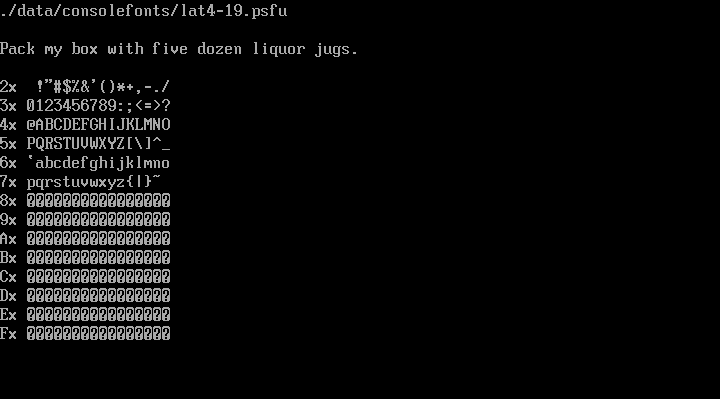 ./data/consolefonts/lat4-19.psfu
Pack my box with five dozen liquor jugs.
2x  !"#$%&'()*+,-./
3x 0123456789:;<=>?
4x @ABCDEFGHIJKLMNO
5x PQRSTUVWXYZ[\]^_
6x `abcdefghijklmno
7x pqrstuvwxyz{|}~
8x ����������������
9x ����������������
Ax ����������������
Bx ����������������
Cx ����������������
Dx ����������������
Ex ����������������
Fx ����������������